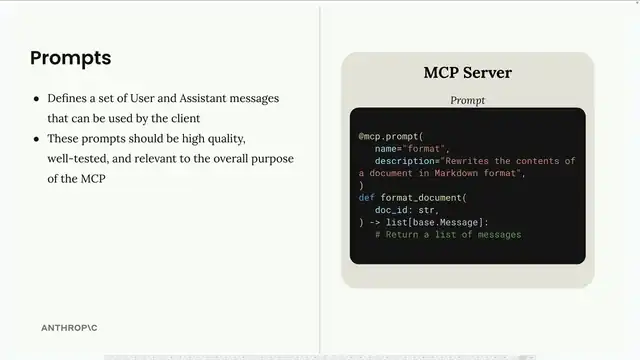 Prompts
● Defines a set of User and Assistant messages
that can be used by the client
● These prompts should be high quality,
well-tested, and relevant to the overall purpose
of the MCP
ANTHROP\C
MCP Server
Prompt
@mcp.prompt(
name="format",
description="Rewrites the contents of
a document in Markdown format",
)
def format_document(
doc_id: str,
) -> list[base.Message]:
# Return a list of messages